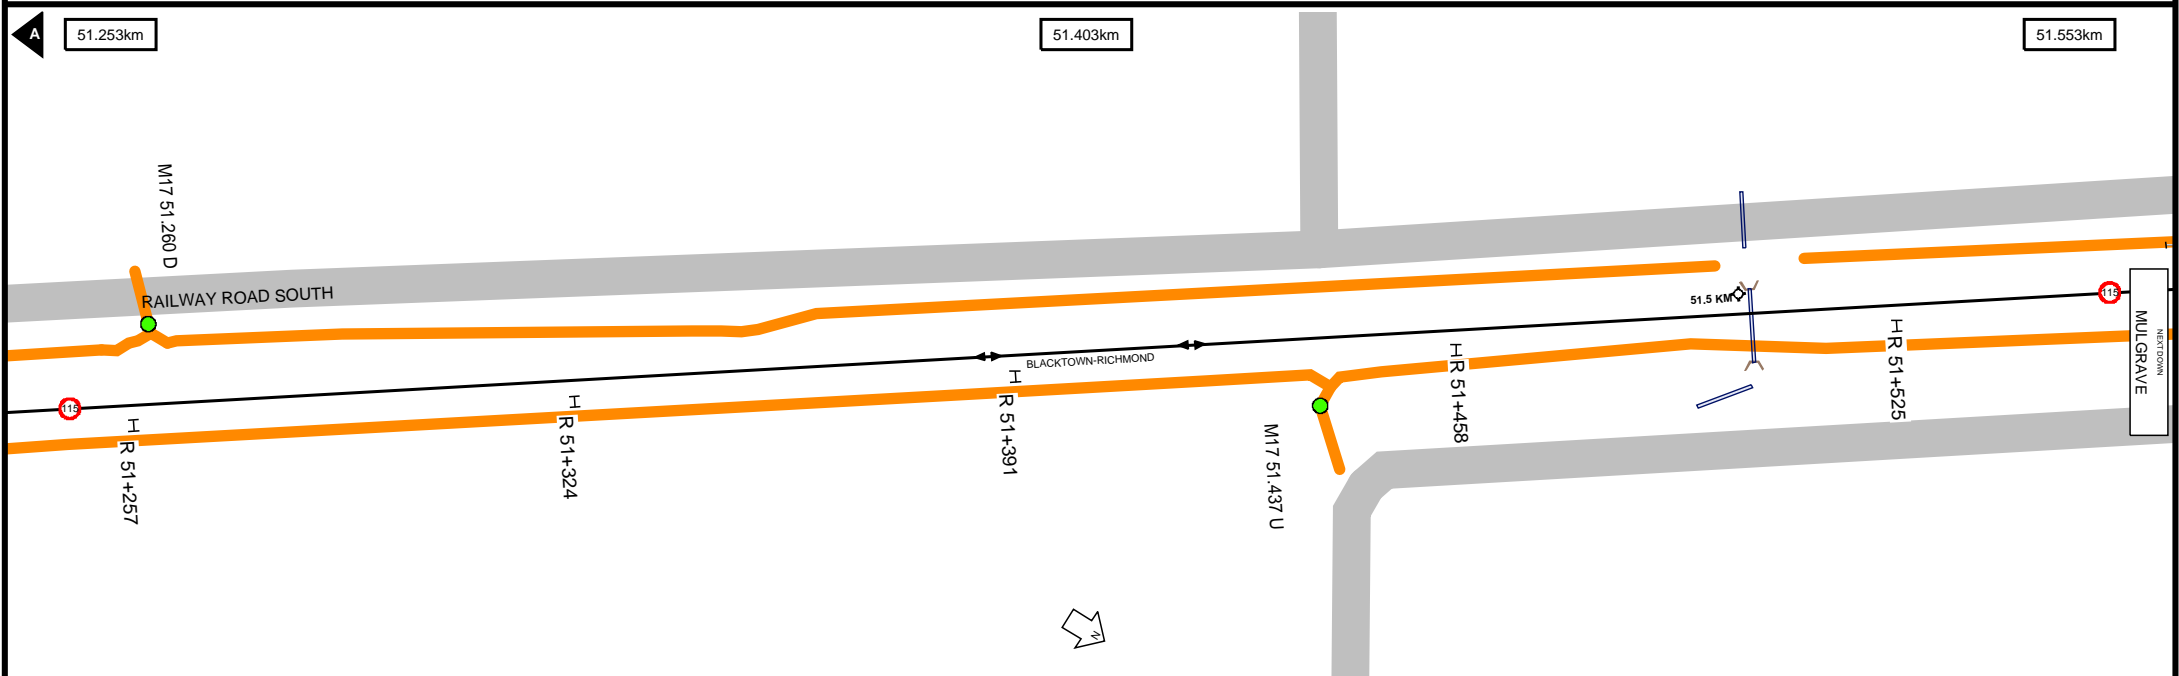 A
51.253km
51.403km
51.553km
M17 51.260 D
RAILWAY ROAD SOUTH
51.5 KM
115
115
BLACKTOWN-RICHMOND
NEXT DOWN
MULGRAVE
H R 51+257
H R 51+324
H R 51+391
M17 51.437 U
H R 51+458
H R 51+525
N